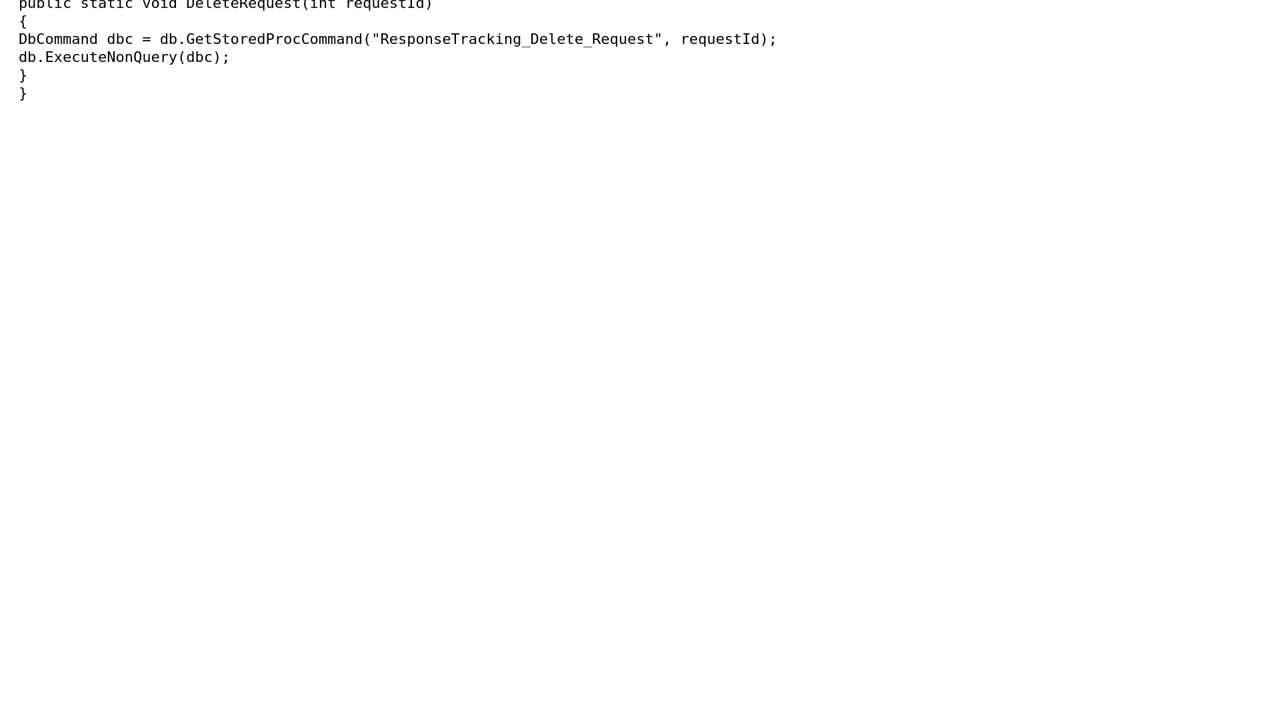 public static void DeleteRequest(int requestId)
{
DbCommand dbc = db.GetStoredProcCommand("ResponseTracking_Delete_Request", requestId);
db.ExecuteNonQuery(dbc);
}
}